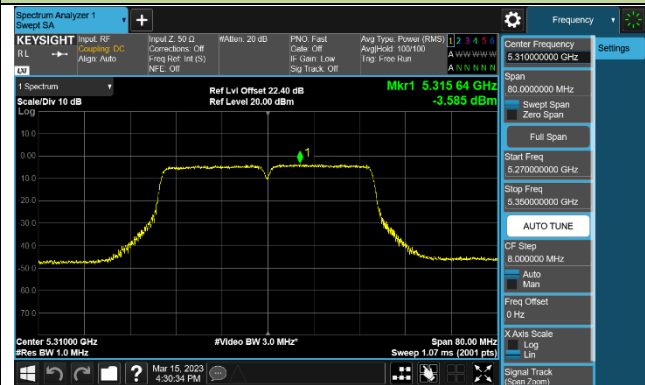 Spectrum Analyzer 1
Swept SA
Frequency
KEYSIGHT
RL
LXI
Input: RF
Coupling: DC
Align: Auto
Input Z: 50 Ω
Corrections: Off
Freq Ref: Int (S)
NFE: Off
#Atten: 20 dB
PNO: Fast
Gate: Off
IF Gain: Low
Sig Track: Off
Avg Type: Power (RMS)
Avg|Hold: 100/100
Trig: Free Run
1 2 3 4 5 6
A W W W W W
A N N N N N
1 Spectrum
Scale/Div 10 dB
Log
Ref Lvl Offset 22.40 dB
Ref Level 20.00 dBm
Mkr1 5.315 64 GHz
-3.585 dBm
1
10.0
0.00
-10.0
-20.0
-30.0
-40.0
-50.0
-60.0
-70.0
Center 5.31000 GHz
#Res BW 1.0 MHz
#Video BW 3.0 MHz*
Span 80.00 MHz
Sweep 1.07 ms (2001 pts)
Mar 15, 2023
4:30:34 PM
?
Settings
Center Frequency
5.310000000 GHz
Span
80.0000000 MHz
Swept Span
Zero Span
Full Span
Start Freq
5.270000000 GHz
Stop Freq
5.350000000 GHz
AUTO TUNE
CF Step
8.000000 MHz
Auto
Man
Freq Offset
0 Hz
X Axis Scale
Log
Lin
Signal Track
(Span Zoom)